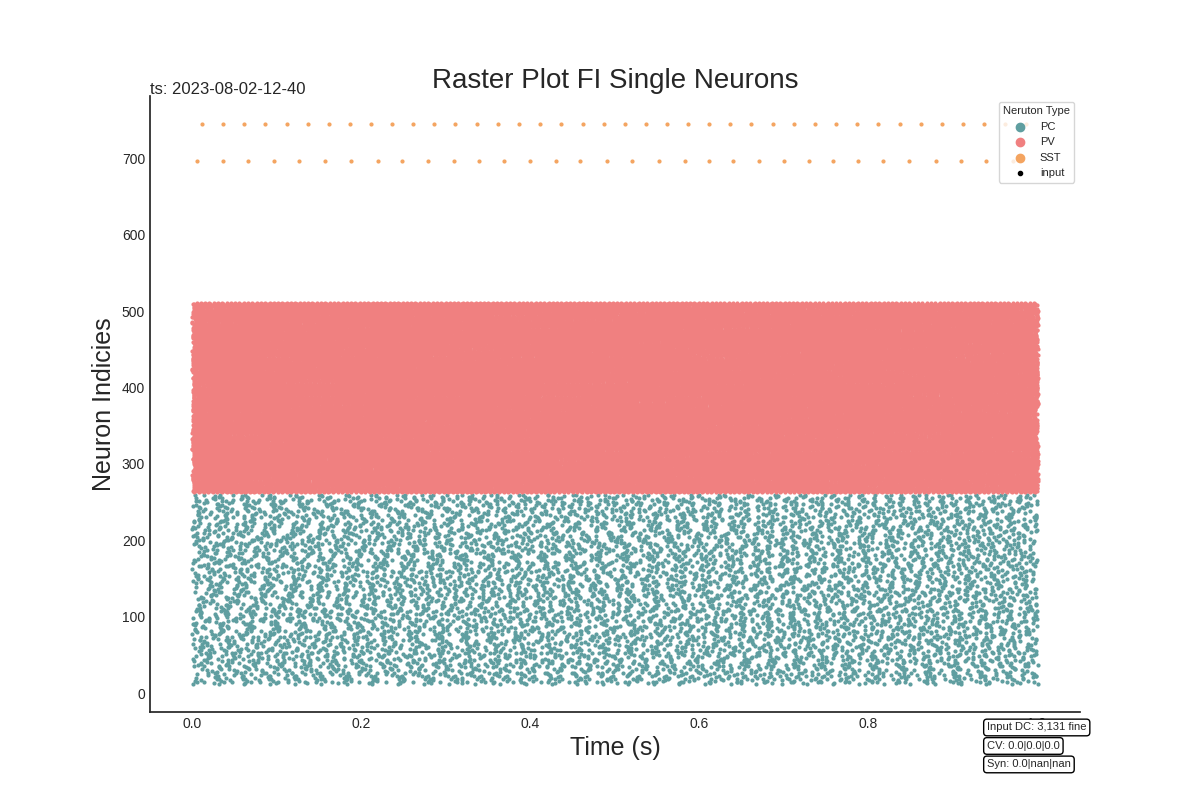 Raster Plot FI Single Neurons
ts: 2023-08-02-12-40
Neruton Type
PC
PV
SST
input
700
600
500
400
300
200
100
0
Neuron Indicies
0.0 0.2 0.4 0.6 0.8
Time (s)
Input DC: 3,131 fine
CV: 0.0|0.0|0.0
Syn: 0.0|nan|nan